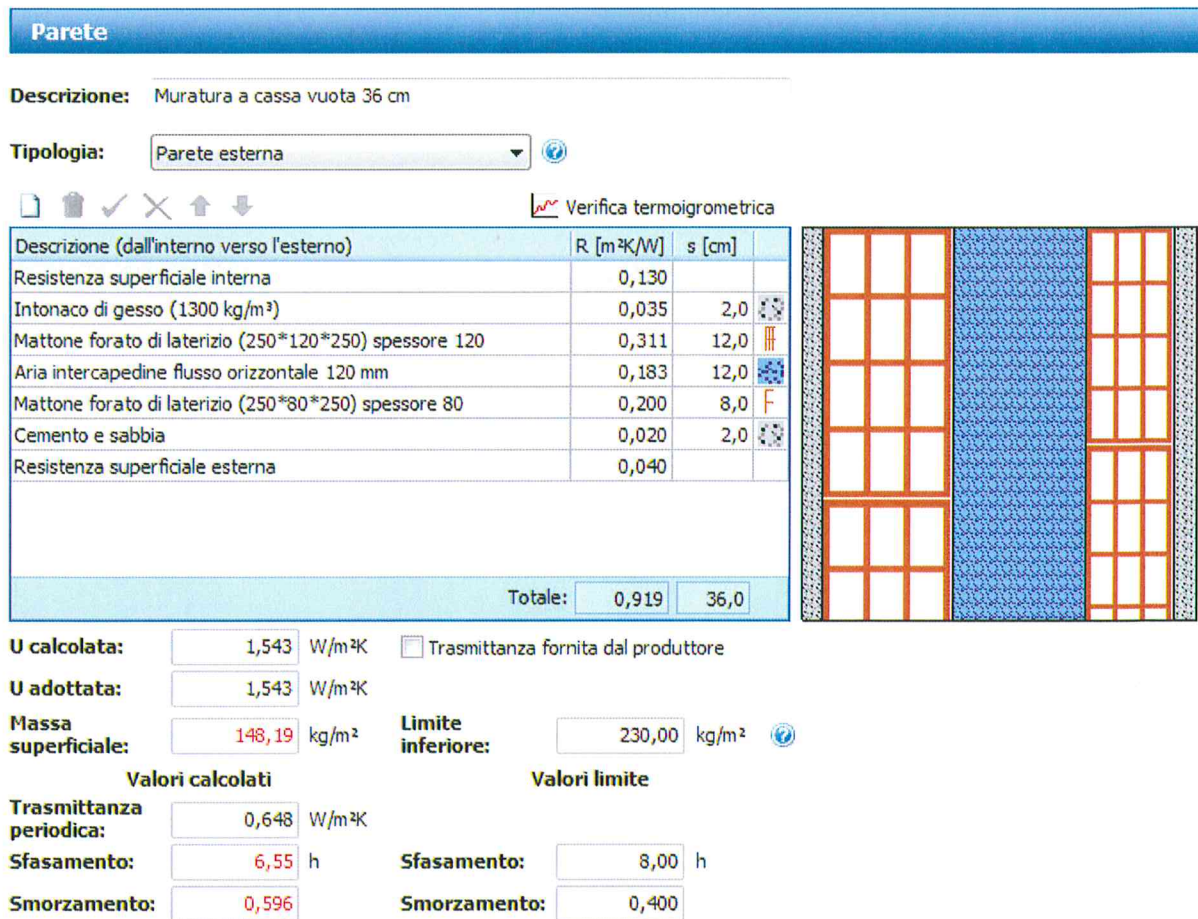 Parete
Descrizione: Muratura a cassa vuota 36 cm
Tipologia: Parete esterna
Verifica termoigrometrica
Descrizione (dall'interno verso l'esterno) R [m²K/W] s [cm]
Resistenza superficiale interna 0,130
Intonaco di gesso (1300 kg/m³) 0,035 2,0
Mattone forato di laterizio (250*120*250) spessore 120 0,311 12,0
Aria intercapedine flusso orizzontale 120 mm 0,183 12,0
Mattone forato di laterizio (250*80*250) spessore 80 0,200 8,0
Cemento e sabbia 0,020 2,0
Resistenza superficiale esterna 0,040
Totale: 0,919 36,0
U calcolata: 1,543 W/m²K Trasmittanza fornita dal produttore
U adottata: 1,543 W/m²K
Massa superficiale: 148,19 kg/m² Limite inferiore: 230,00 kg/m²
Valori calcolati Valori limite
Trasmittanza periodica: 0,648 W/m²K
Sfasamento: 6,55 h Sfasamento: 8,00 h
Smorzamento: 0,596 Smorzamento: 0,400